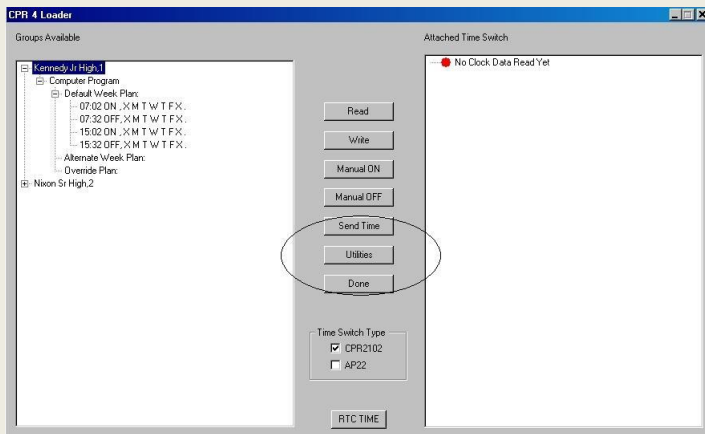 CPR 4 Loader
Groups Available
Kennedy Jr High,1
Computer Program
Default Week Plan:
07:02 ON ,X M T W T F X .
07:32 OFF, X M T W T F X .
15:02 ON ,X M T W T F X .
15:32 OFF, X M T W T F X .
Alternate Week Plan:
Override Plan:
Nixon Sr High,2
Read
Write
Manual ON
Manual OFF
Send Time
Utilities
Done
Time Switch Type
CPR2102
AP22
RTC TIME
Attached Time Switch
No Clock Data Read Yet